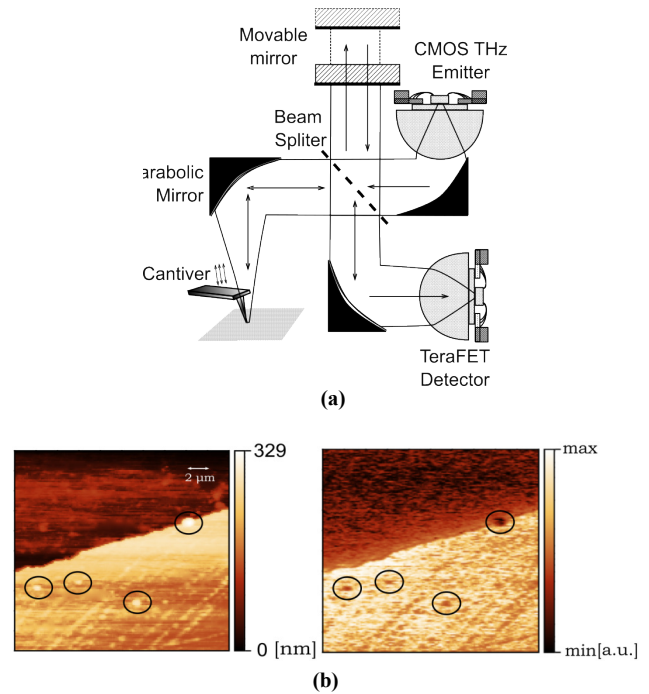 Movable
mirror
CMOS THz
Emitter
Beam
Spliter
arabolic
Mirror
Cantiver
TeraFET
Detector
(a)
329
2 µm
0 [nm]
max
min[a.u.]
(b)